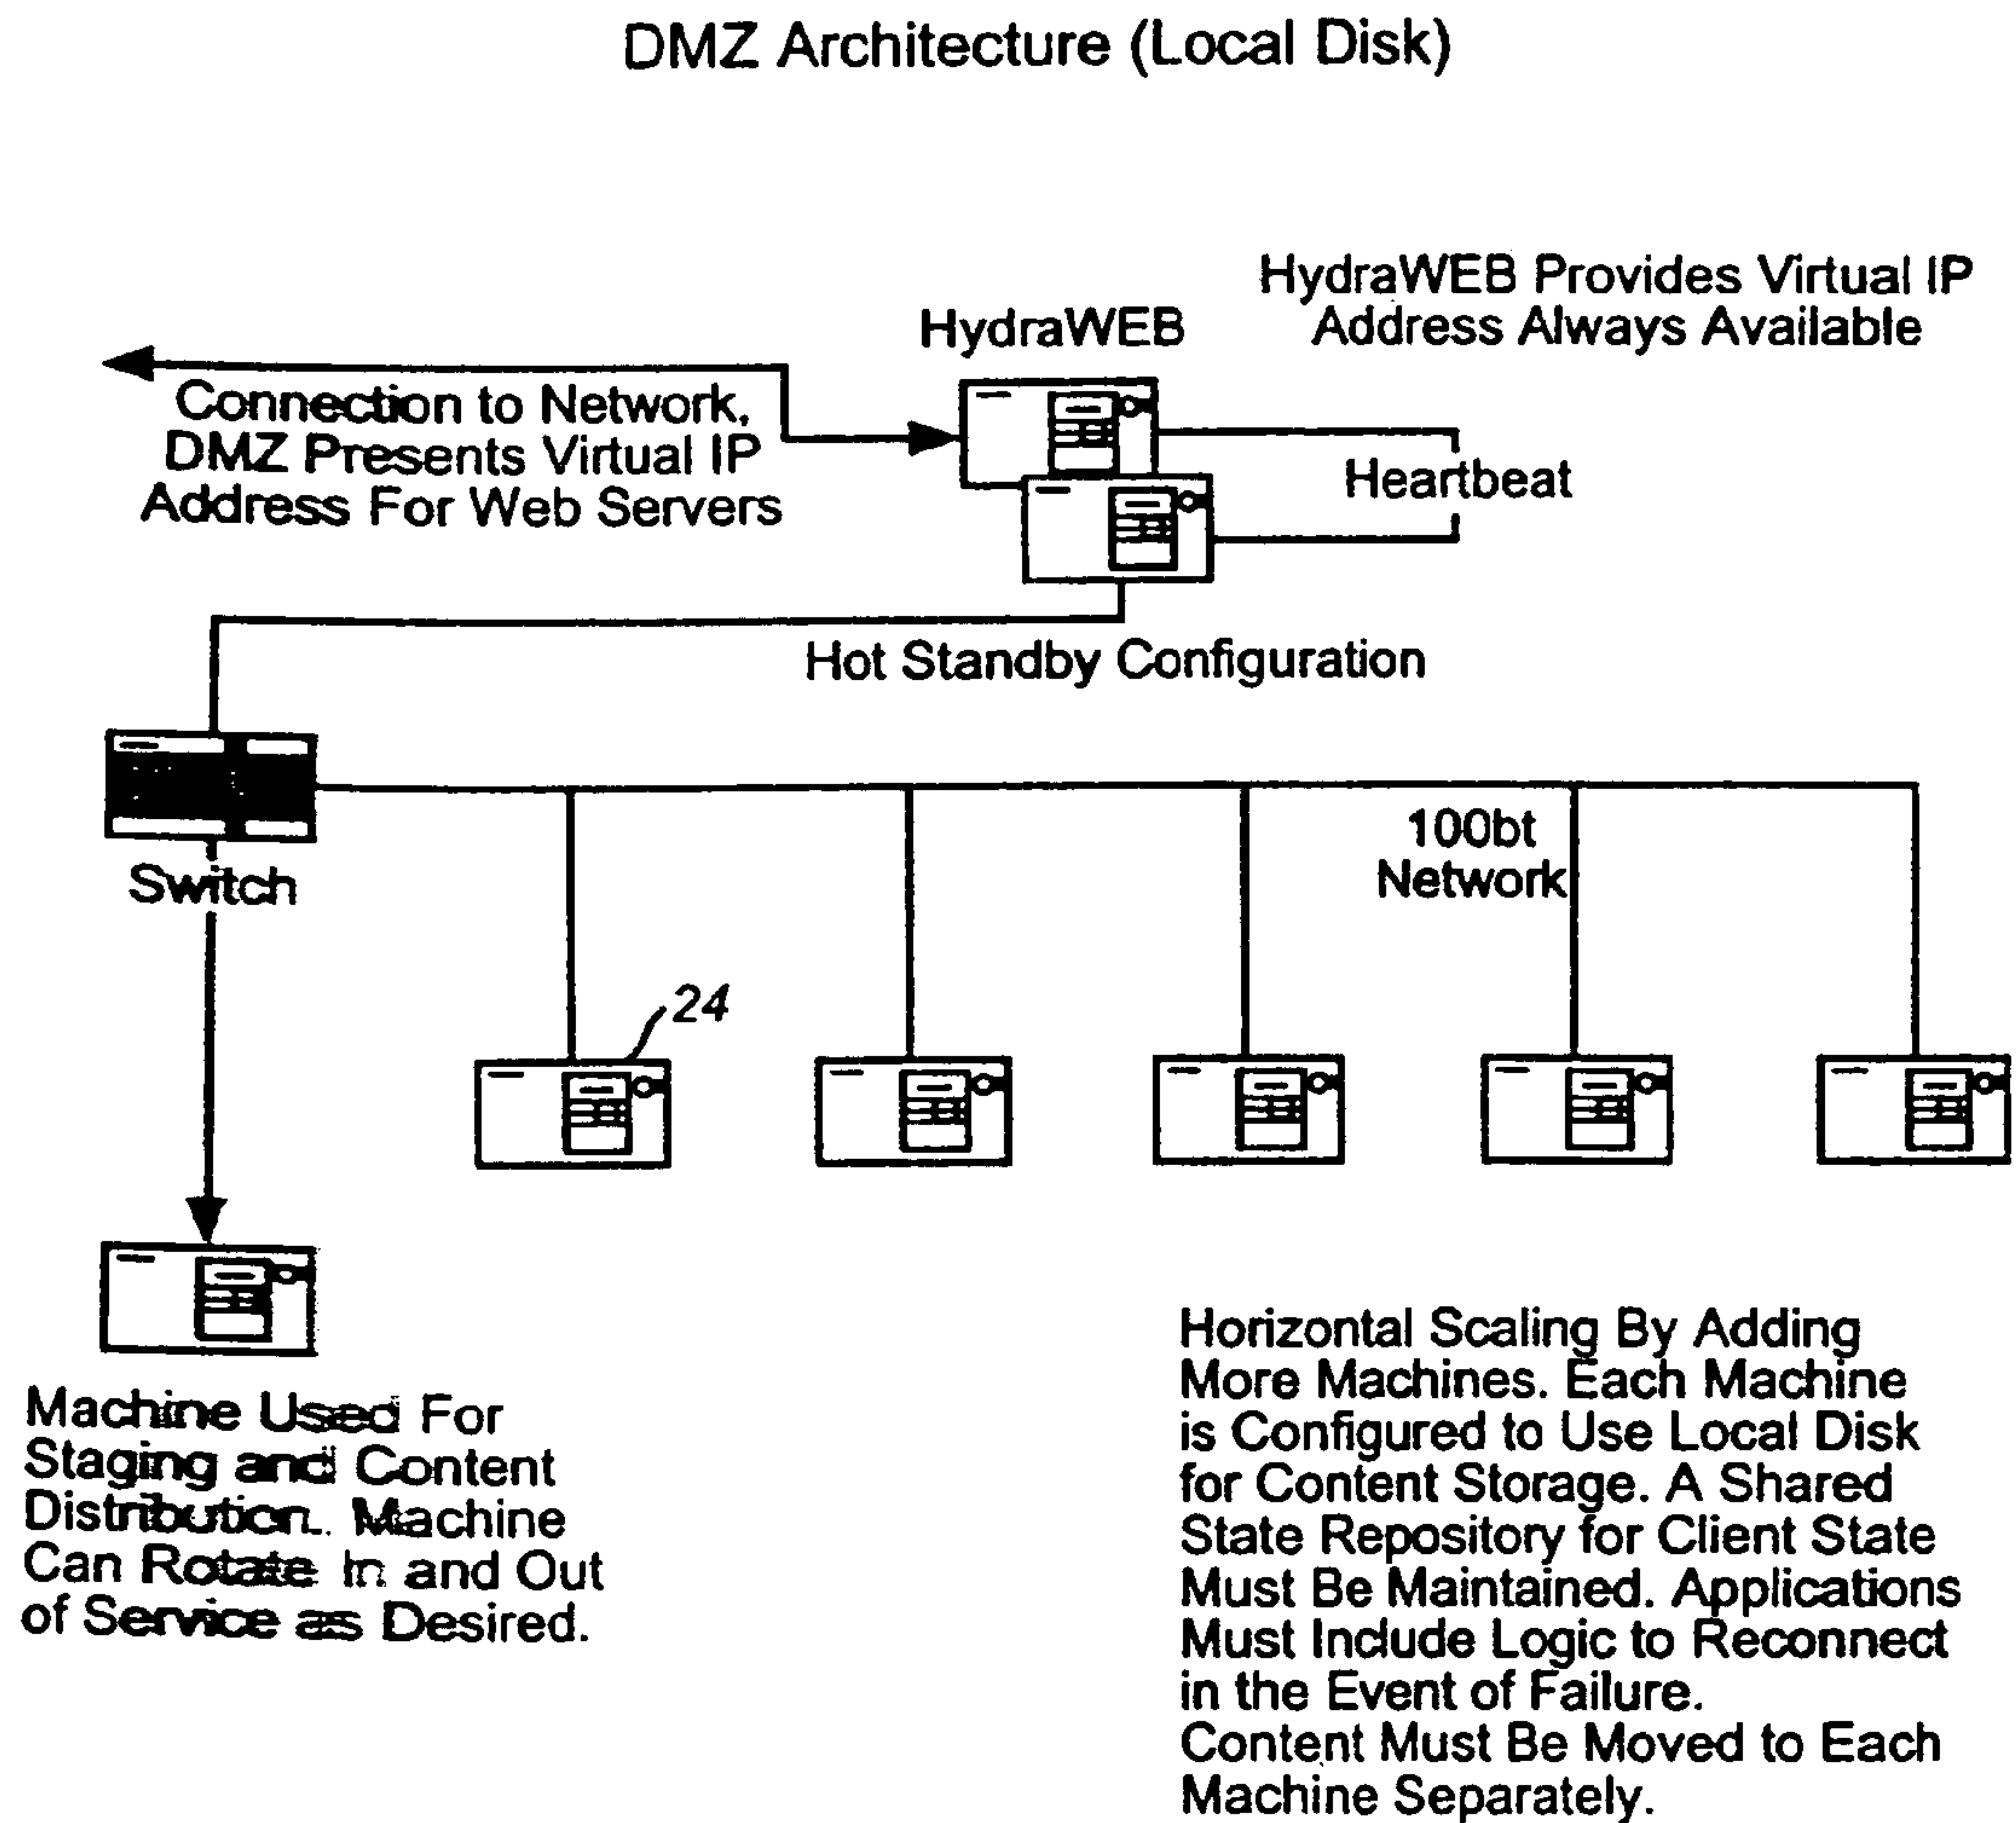 DMZ Architecture (Local Disk)
HydraWEB Provides Virtual IP
Address Always Available
HydraWEB
Connection to Network,
DMZ Presents Virtual IP
Address For Web Servers
Heartbeat
Hot Standby Configuration
100bt
Network
Switch
24
Machine Used For
Staging and Content
Distribution. Machine
Can Rotate In and Out
of Service as Desired.
Horizontal Scaling By Adding
More Machines. Each Machine
is Configured to Use Local Disk
for Content Storage. A Shared
State Repository for Client State
Must Be Maintained. Applications
Must Include Logic to Reconnect
in the Event of Failure.
Content Must Be Moved to Each
Machine Separately.